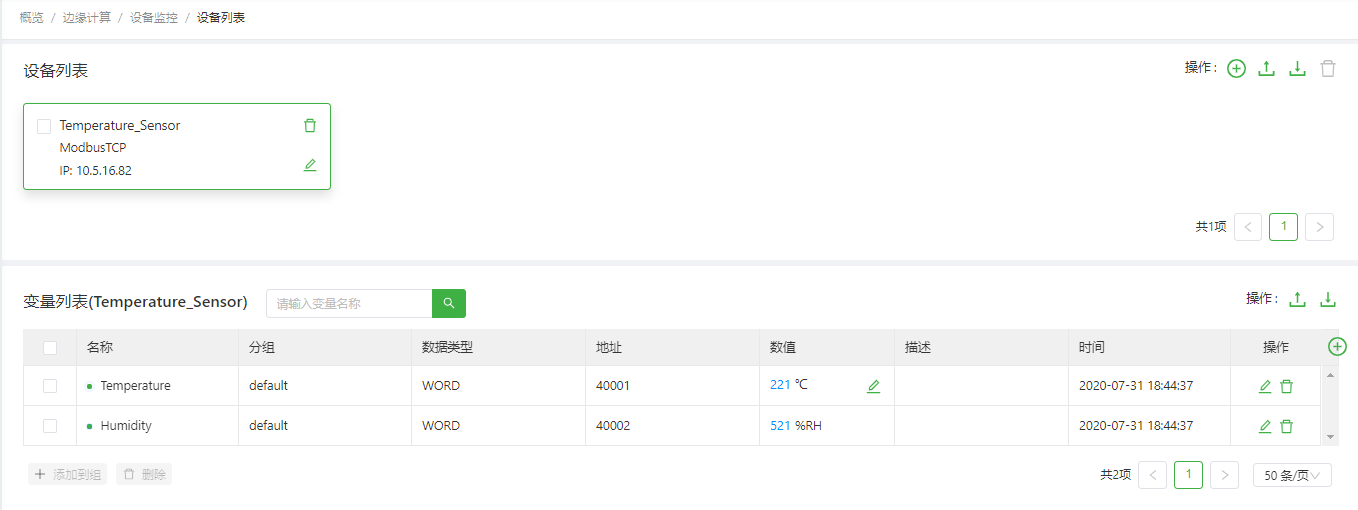 概览 / 边缘计算 / 设备监控 / 设备列表
设备列表
操作：
Temperature_Sensor
ModbusTCP
IP: 10.5.16.82
共1项 < 1 >
变量列表(Temperature_Sensor)
请输入变量名称
操作：
名称 分组 数据类型 地址 数值 描述 时间 操作
Temperature default WORD 40001 221 ℃ 2020-07-31 18:44:37
Humidity default WORD 40002 521 %RH 2020-07-31 18:44:37
添加到组 删除
共2项 < 1 > 50 条/页